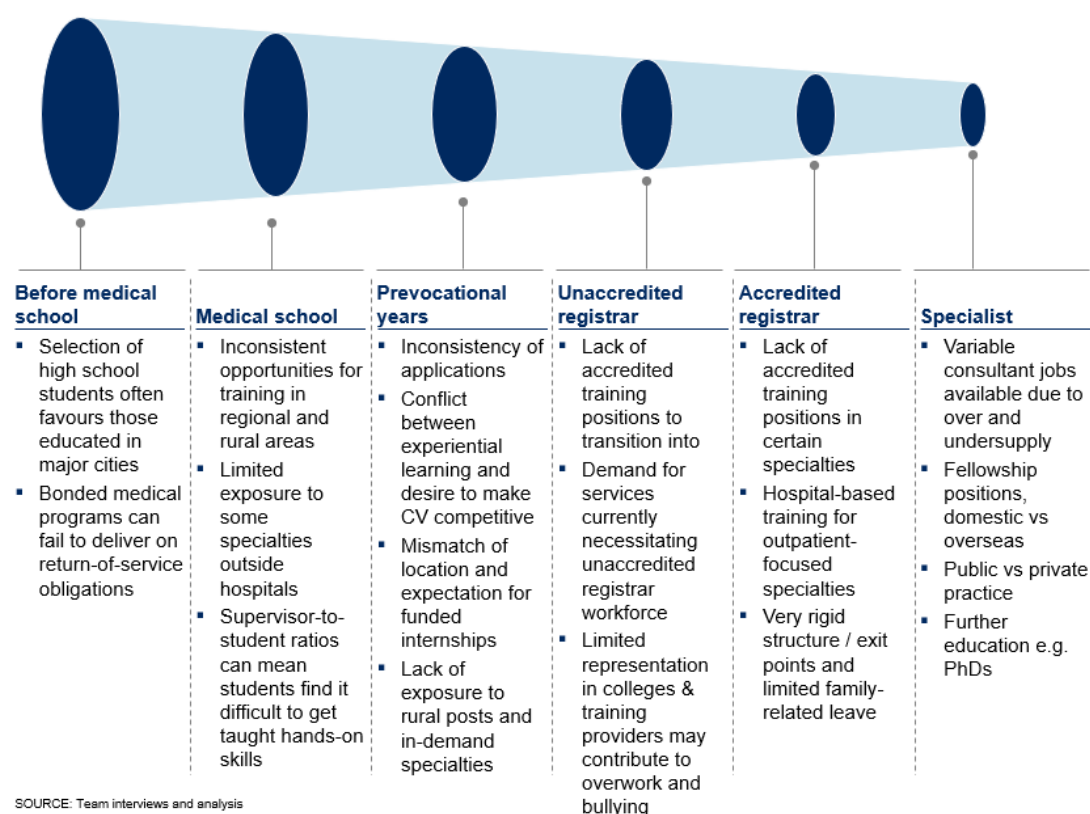 Before medical
school
▪ Selection of
high school
students often
favours those
educated in
major cities
▪ Bonded medical
programs can
fail to deliver on
return-of-service
obligations
Medical school
▪ Inconsistent
opportunities for
training in
regional and
rural areas
▪ Limited
exposure to
some
specialties
outside
hospitals
▪ Supervisor-to-
student ratios
can mean
students find it
difficult to get
taught hands-on
skills
Prevocational
years
▪ Inconsistency of
applications
▪ Conflict
between
experiential
learning and
desire to make
CV competitive
▪ Mismatch of
location and
expectation for
funded
internships
▪ Lack of
exposure to
rural posts and
in-demand
specialties
Unaccredited
registrar
▪ Lack of
accredited
training
positions to
transition into
▪ Demand for
services
currently
necessitating
unaccredited
registrar
workforce
▪ Limited
representation
in colleges &
training
providers may
contribute to
overwork and
bullying
Accredited
registrar
▪ Lack of
accredited
training
positions in
certain
specialties
▪ Hospital-based
training for
outpatient-
focused
specialties
▪ Very rigid
structure / exit
points and
limited family-
related leave
Specialist
▪ Variable
consultant jobs
available due to
over and
undersupply
▪ Fellowship
positions,
domestic vs
overseas
▪ Public vs private
practice
▪ Further
education e.g.
PhDs
SOURCE: Team interviews and analysis